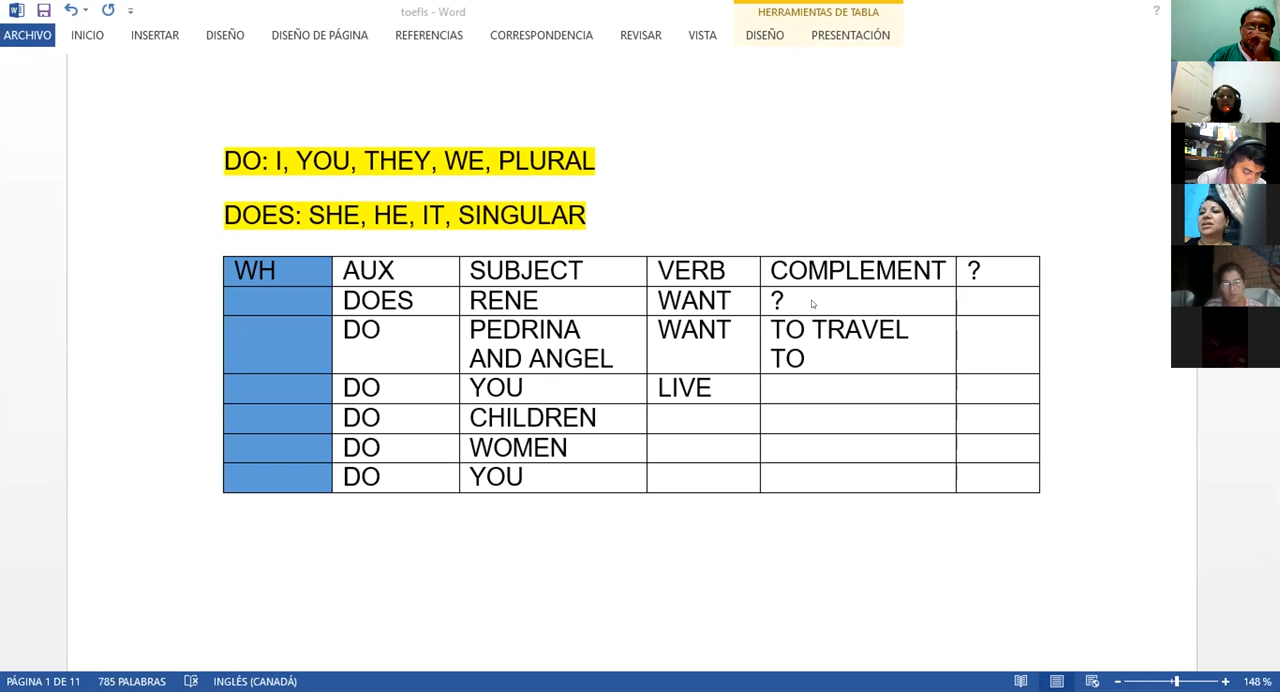 toefls - Word
HERRAMIENTAS DE TABLA
?
ARCHIVO INICIO INSERTAR DISEÑO DISEÑO DE PÁGINA REFERENCIAS CORRESPONDENCIA REVISAR VISTA DISEÑO PRESENTACIÓN
DO: I, YOU, THEY, WE, PLURAL
DOES: SHE, HE, IT, SINGULAR
WH AUX SUBJECT VERB COMPLEMENT ?
DOES RENE WANT ?
DO PEDRINA WANT TO TRAVEL
AND ANGEL TO
DO YOU LIVE
DO CHILDREN
DO WOMEN
DO YOU
PÁGINA 1 DE 11 785 PALABRAS INGLÉS (CANADÁ) 148 %